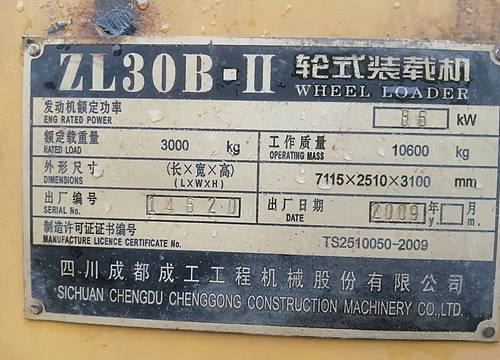 ZL30B-II 轮式装载机
WHEEL LOADER
发动机额定功率 86 kW
ENG RATED POWER
额定载重量 3000 kg 工作质量 10600 kg
RATED LOAD OPERATING MASS
外形尺寸 (长×宽×高) 7115×2510×3100 mm
DIMENSIONS (L×W×H)
出厂编号 14620 出厂日期 2009 年 月
SERIAL No. DATE y. m.
制造许可证证书编号
MANUFACTURE LICENCE CERTIFICATE No. TS2510050-2009
四川成都成工工程机械股份有限公司
SICHUAN CHENGDU CHENGGONG CONSTRUCTION MACHINERY CO.,LTD.